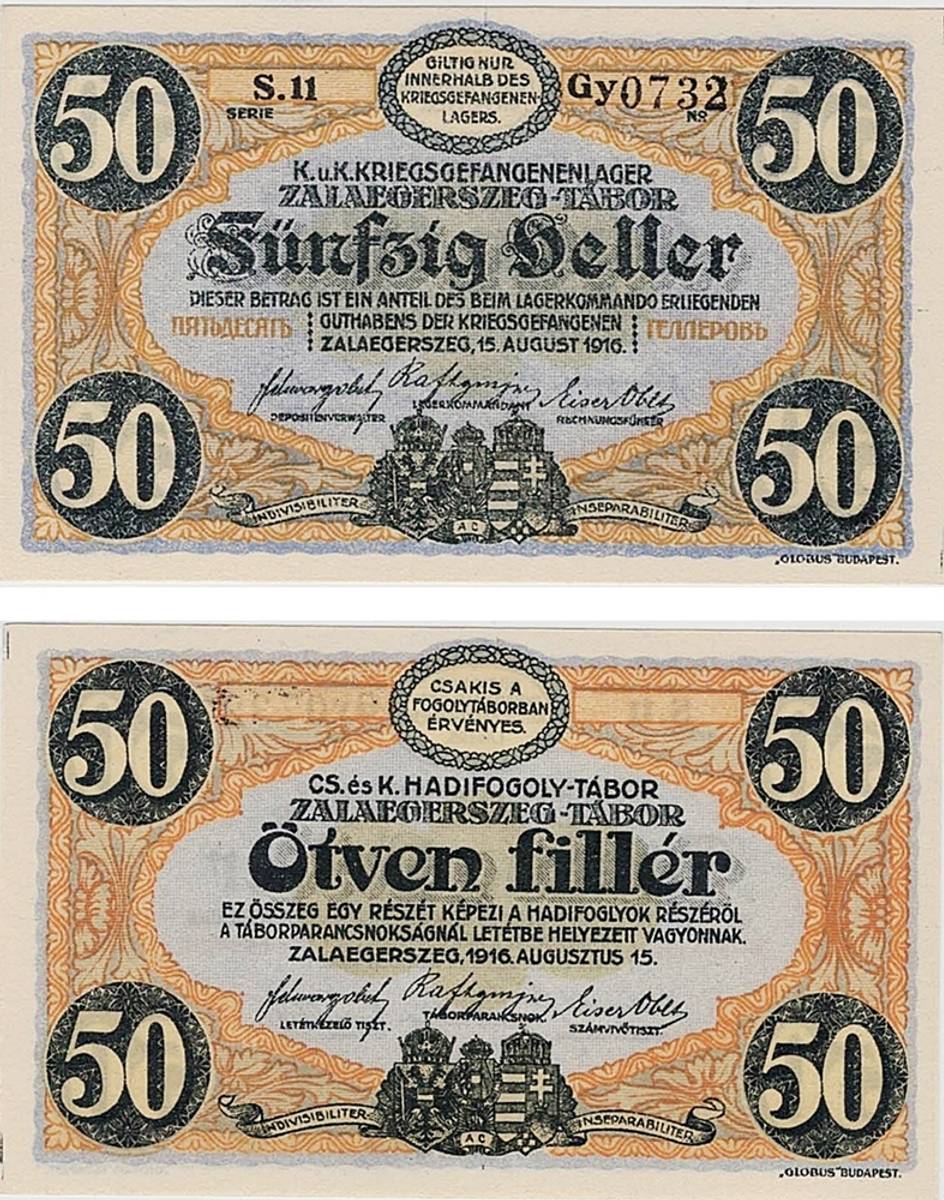 50
S.11
SERIE
GILTIG NUR
INNERHALB DES
KRIEGSGEFANGENEN-
LAGERS.
Gy0732
No
50
K.u.K.KRIEGSGEFANGENENLAGER
ZALAEGERSZEG-TÁBOR
Fünfzig Heller
DIESER BETRAG IST EIN ANTEIL DES BEIM LAGERKOMMANDO ERLIEGENDEN
ПЯТЬДЕСЯТЬ GUTHABENS DER KRIEGSGEFANGENEN ГЕЛЛЕРОВЪ
ZALAEGERSZEG, 15. AUGUST 1916.
DEPOSITENVERWALTER LAGERKOMMANDANT RECHNUNGSFÜHRER
50
50
INDIVISIBILITER AC INSEPARABILITER
„GLOBUS" BUDAPEST.
50
CSAKIS A
FOGOLYTÁBORBAN
ÉRVÉNYES.
50
CS. és K. HADIFOGOLY-TÁBOR
ZALAEGERSZEG-TÁBOR
Ötven fillér
EZ ÖSSZEG EGY RÉSZÉT KÉPEZI A HADIFOGLYOK RÉSZÉRŐL
A TÁBORPARANCSNOKSÁGNÁL LETÉTBE HELYEZETT VAGYONNAK.
ZALAEGERSZEG, 1916. AUGUSZTUS 15.
LETÉTKEZELŐ TISZT. TÁBORPARANCSNOK. SZÁMVIVŐTISZT.
50
50
INDIVISIBILITER AC INSEPARABILITER
„GLOBUS" BUDAPEST.